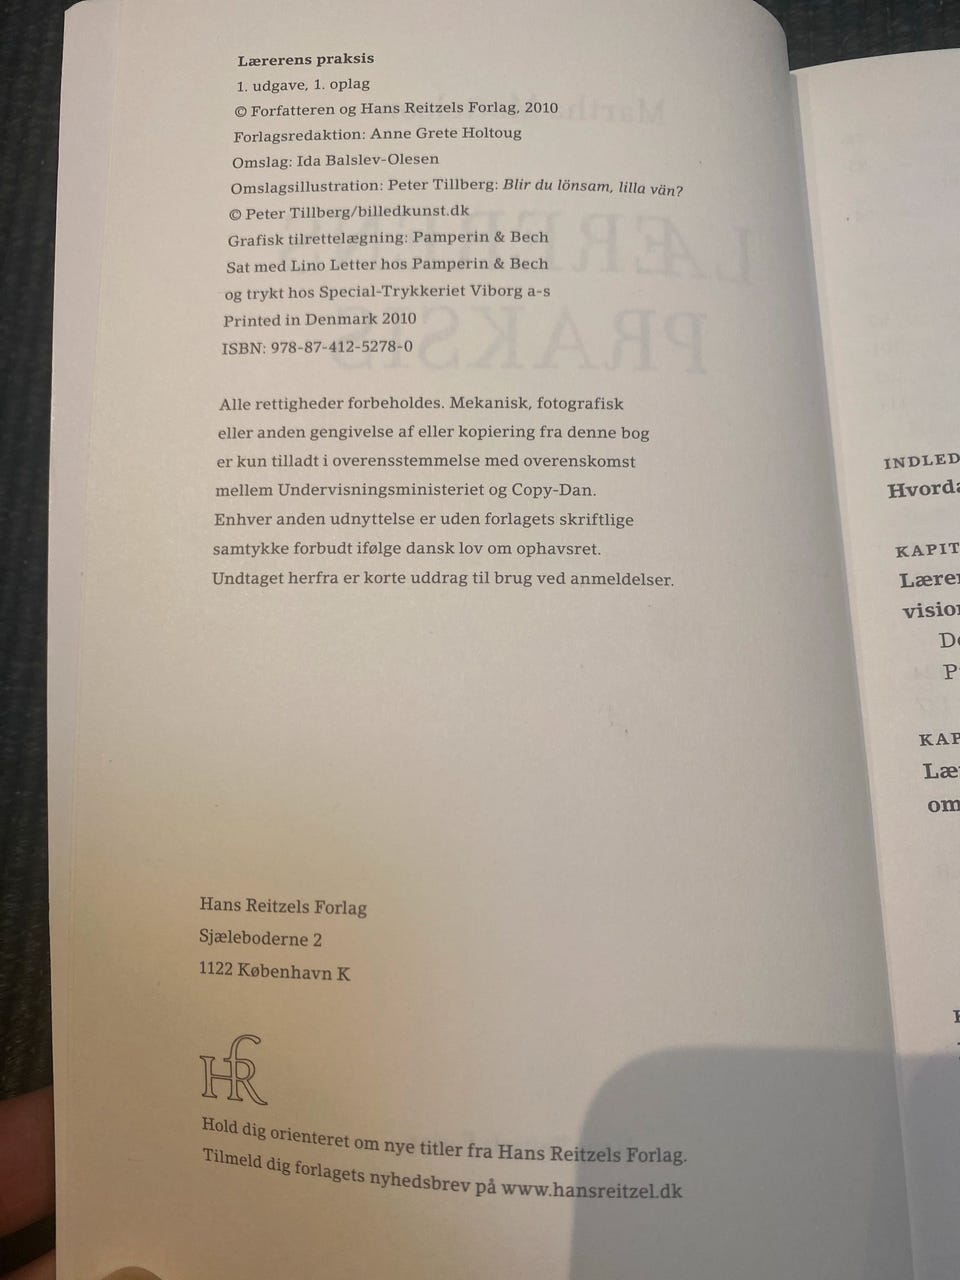 Lærerens praksis
1. udgave, 1. oplag
© Forfatteren og Hans Reitzels Forlag, 2010
Forlagsredaktion: Anne Grete Holtoug
Omslag: Ida Balslev-Olesen
Omslagsillustration: Peter Tillberg: Blir du lönsam, lilla vän?
© Peter Tillberg/billedkunst.dk
Grafisk tilrettelægning: Pamperin & Bech
Sat med Lino Letter hos Pamperin & Bech
og trykt hos Special-Trykkeriet Viborg a-s
Printed in Denmark 2010
ISBN: 978-87-412-5278-0
Alle rettigheder forbeholdes. Mekanisk, fotografisk
eller anden gengivelse af eller kopiering fra denne bog
er kun tilladt i overensstemmelse med overenskomst
mellem Undervisningsministeriet og Copy-Dan.
Enhver anden udnyttelse er uden forlagets skriftlige
samtykke forbudt ifølge dansk lov om ophavsret.
Undtaget herfra er korte uddrag til brug ved anmeldelser.
Hans Reitzels Forlag
Sjæleboderne 2
1122 København K
HR
Hold dig orienteret om nye titler fra Hans Reitzels Forlag.
Tilmeld dig forlagets nyhedsbrev på www.hansreitzel.dk
INDLED
Hvorda
KAPIT
Lærer
vision
De
P
KAP
Lær
om